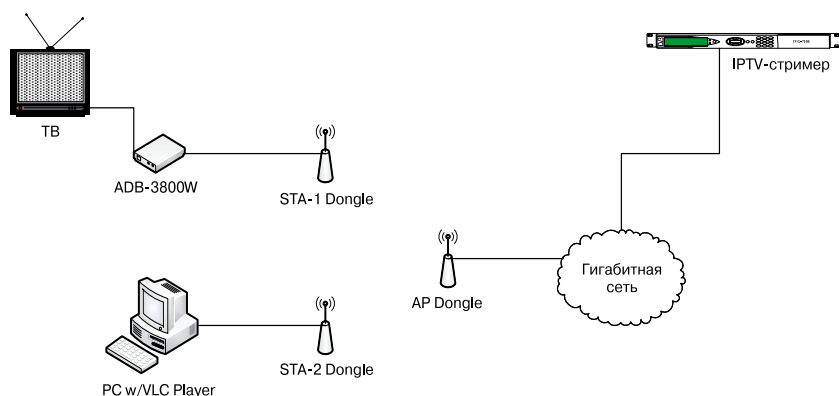 IPTV-стример
ТВ
ADB-3800W
STA-1 Dongle
AP Dongle
Гигабитная
сеть
STA-2 Dongle
PC w/VLC Player